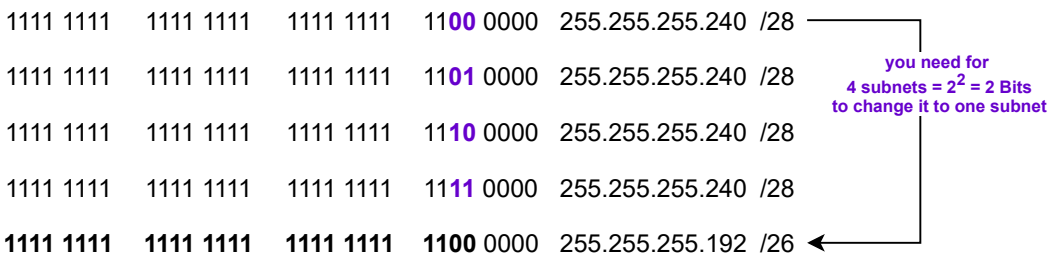 1111 1111 1111 1111 1111 1111 1100 0000 255.255.255.240 /28
1111 1111 1111 1111 1111 1111 1101 0000 255.255.255.240 /28
1111 1111 1111 1111 1111 1111 1110 0000 255.255.255.240 /28
1111 1111 1111 1111 1111 1111 1111 0000 255.255.255.240 /28
1111 1111 1111 1111 1111 1111 1100 0000 255.255.255.192 /26
you need for
4 subnets = 2² = 2 Bits
to change it to one subnet